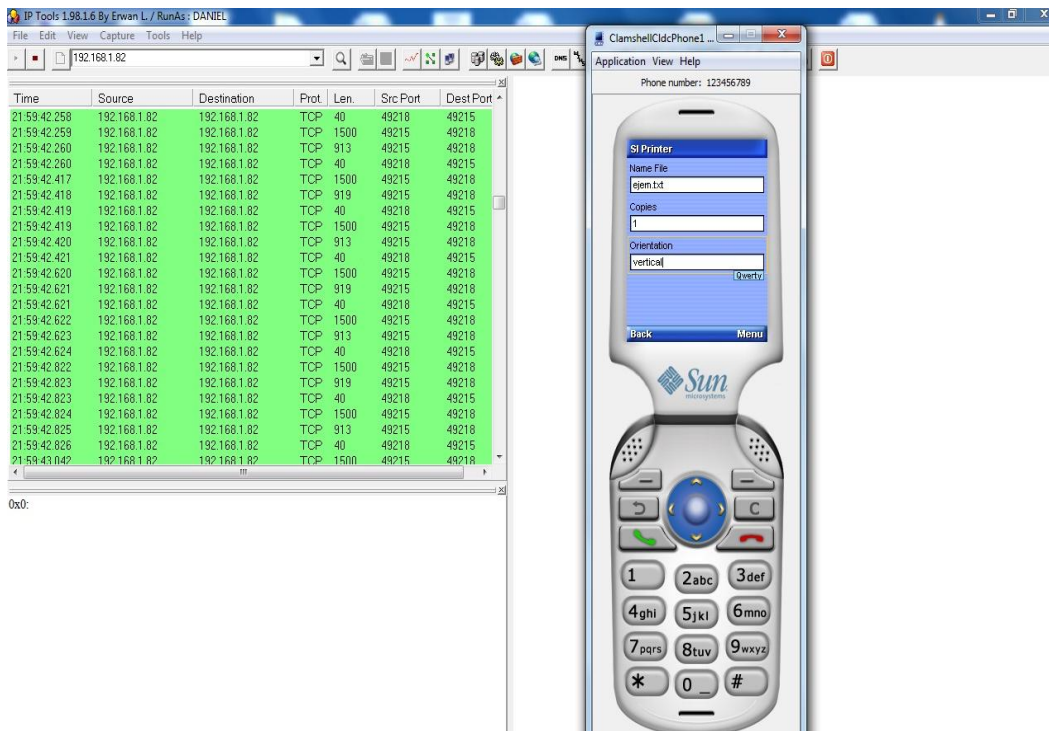 IP Tools 1.98.1.6 By Erwan L. / RunAs : DANIEL
File Edit View Capture Tools Help
192.168.1.82
DNS
Time Source Destination Prot. Len. Src Port Dest Port
21:59:42.258 192.168.1.82 192.168.1.82 TCP 40 49218 49215
21:59:42.259 192.168.1.82 192.168.1.82 TCP 1500 49215 49218
21:59:42.260 192.168.1.82 192.168.1.82 TCP 913 49215 49218
21:59:42.260 192.168.1.82 192.168.1.82 TCP 40 49218 49215
21:59:42.417 192.168.1.82 192.168.1.82 TCP 1500 49215 49218
21:59:42.418 192.168.1.82 192.168.1.82 TCP 919 49215 49218
21:59:42.419 192.168.1.82 192.168.1.82 TCP 40 49218 49215
21:59:42.419 192.168.1.82 192.168.1.82 TCP 1500 49215 49218
21:59:42.420 192.168.1.82 192.168.1.82 TCP 913 49215 49218
21:59:42.421 192.168.1.82 192.168.1.82 TCP 40 49218 49215
21:59:42.620 192.168.1.82 192.168.1.82 TCP 1500 49215 49218
21:59:42.621 192.168.1.82 192.168.1.82 TCP 919 49215 49218
21:59:42.621 192.168.1.82 192.168.1.82 TCP 40 49218 49215
21:59:42.622 192.168.1.82 192.168.1.82 TCP 1500 49215 49218
21:59:42.623 192.168.1.82 192.168.1.82 TCP 913 49215 49218
21:59:42.624 192.168.1.82 192.168.1.82 TCP 40 49218 49215
21:59:42.822 192.168.1.82 192.168.1.82 TCP 1500 49215 49218
21:59:42.823 192.168.1.82 192.168.1.82 TCP 919 49215 49218
21:59:42.823 192.168.1.82 192.168.1.82 TCP 40 49218 49215
21:59:42.824 192.168.1.82 192.168.1.82 TCP 1500 49215 49218
21:59:42.825 192.168.1.82 192.168.1.82 TCP 913 49215 49218
21:59:42.826 192.168.1.82 192.168.1.82 TCP 40 49218 49215
21:59:43.042 192.168.1.82 192.168.1.82 TCP 1500 49215 49218
0x0:
ClamshellCldcPhone1 ...
Application View Help
Phone number: 123456789
SI Printer
Name File
ejem.txt
Copies
1
Orientation
vertical
Qwerty
Back Menu
Sun
microsystems
C
1 2abc 3def
4ghi 5jkl 6mno
7pqrs 8tuv 9wxyz
* 0 _ #